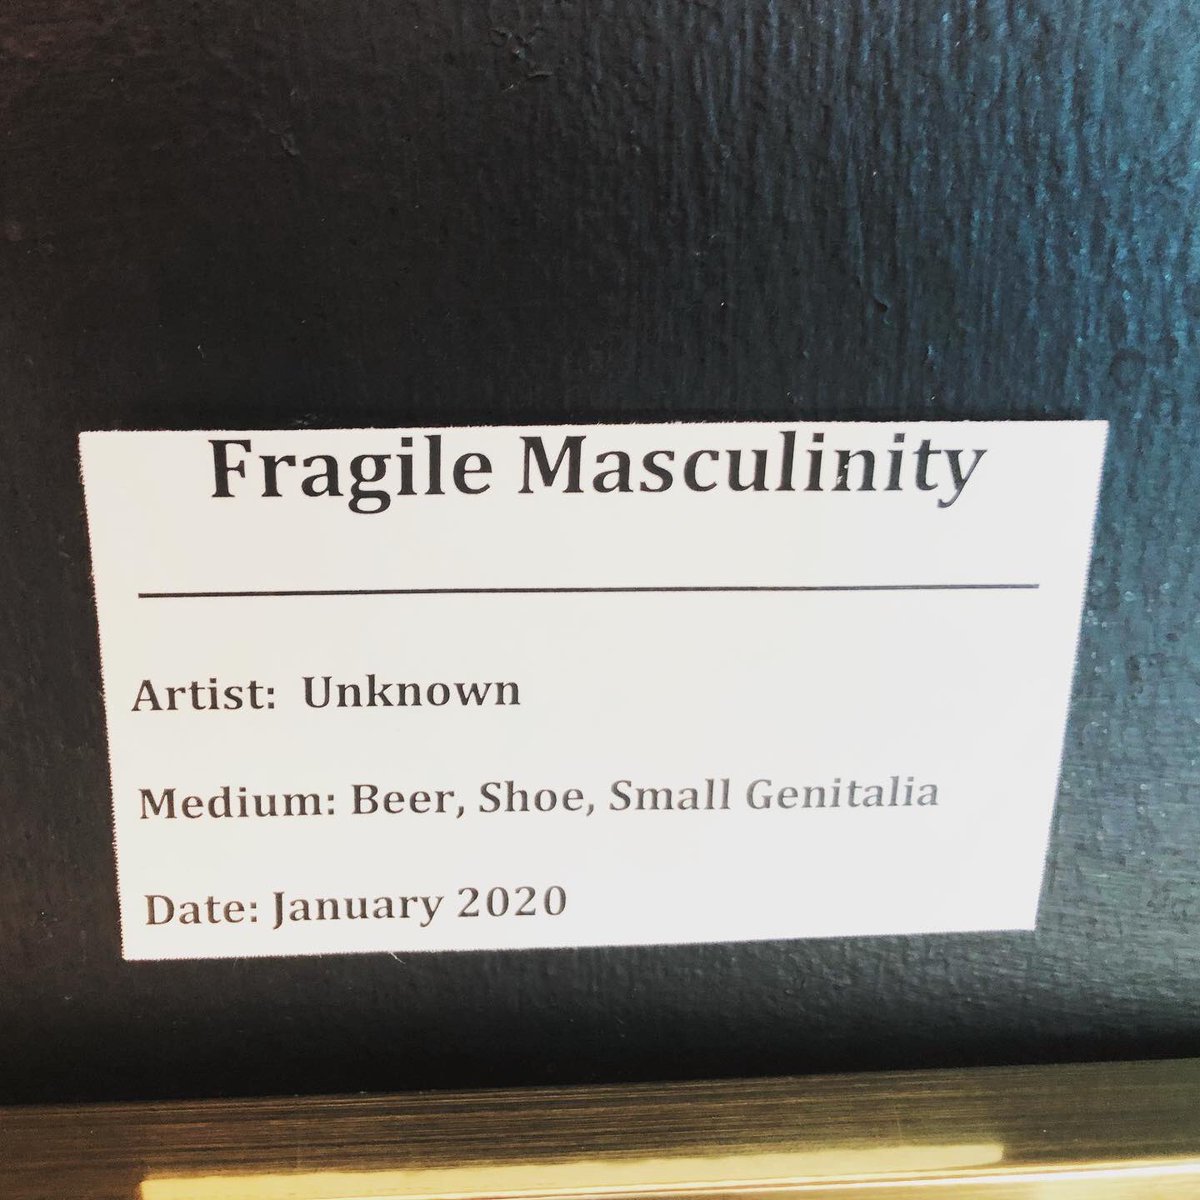 Fragile Masculinity
Artist: Unknown
Medium: Beer, Shoe, Small Genitalia
Date: January 2020